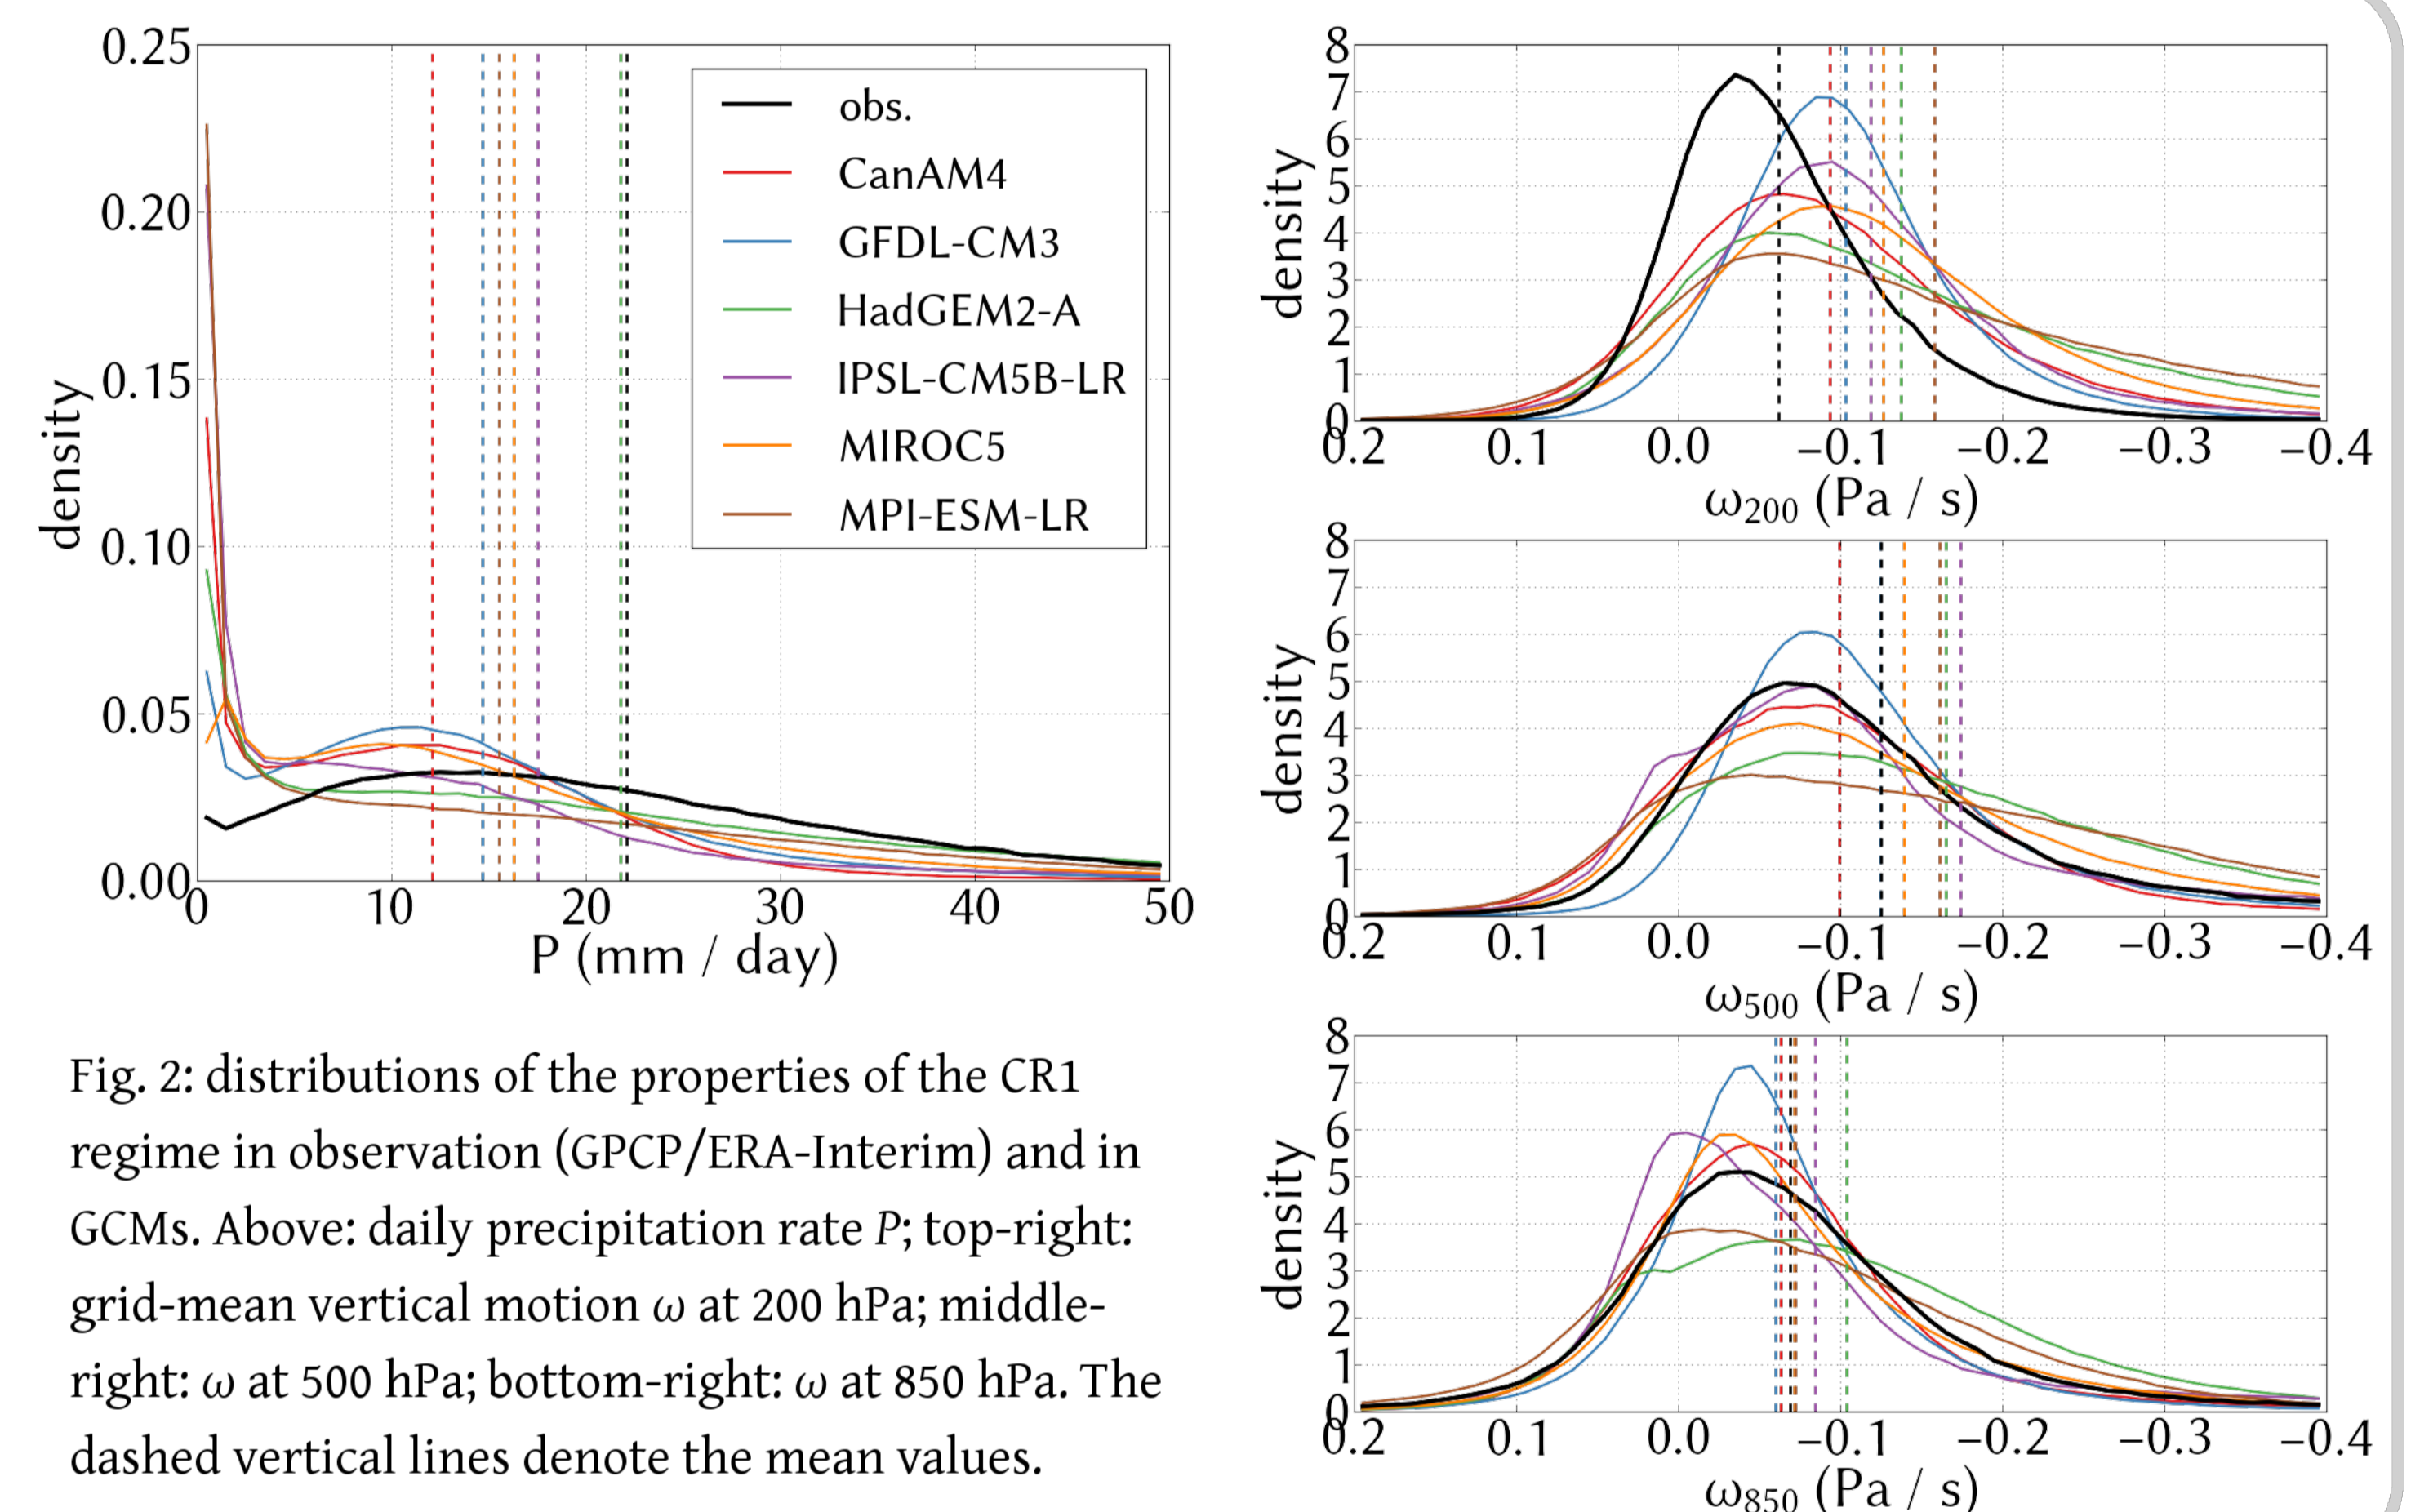 0.25
0.20
0.15
0.10
0.05
0.00
density
0 10 20 30 40 50
P (mm / day)
obs.
CanAM4
GFDL-CM3
HadGEM2-A
IPSL-CM5B-LR
MIROC5
MPI-ESM-LR
8
7
6
5
4
3
2
1
0
density
0.2 0.1 0.0 −0.1 −0.2 −0.3 −0.4
ω200 (Pa / s)
8
7
6
5
4
3
2
1
0
density
0.2 0.1 0.0 −0.1 −0.2 −0.3 −0.4
ω500 (Pa / s)
8
7
6
5
4
3
2
1
0
density
0.2 0.1 0.0 −0.1 −0.2 −0.3 −0.4
ω850 (Pa / s)
Fig. 2: distributions of the properties of the CR1
regime in observation (GPCP/ERA-Interim) and in
GCMs. Above: daily precipitation rate P; top-right:
grid-mean vertical motion ω at 200 hPa; middle-
right: ω at 500 hPa; bottom-right: ω at 850 hPa. The
dashed vertical lines denote the mean values.